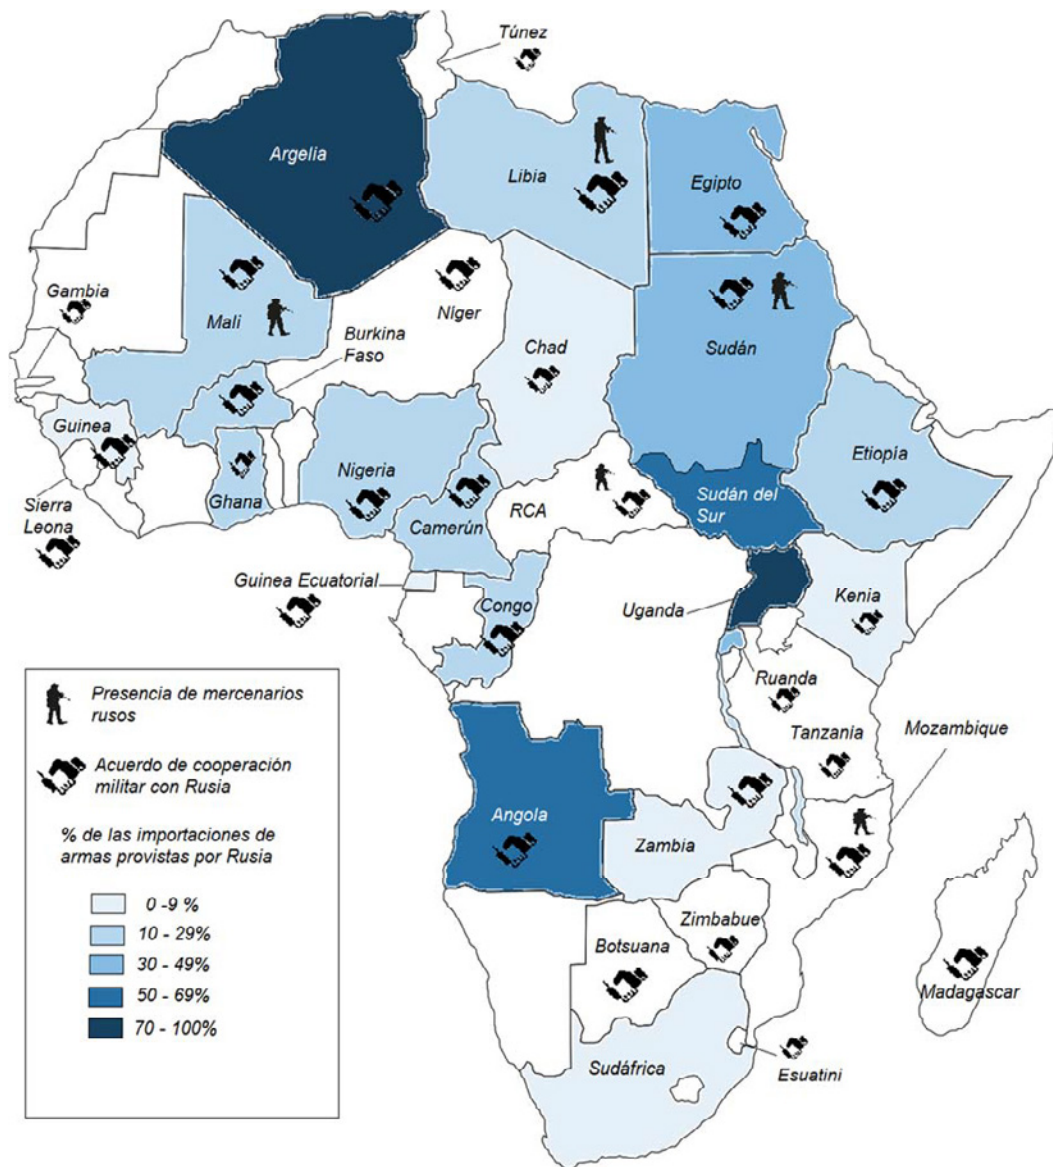 Túnez
Argelia
Libia
Egipto
Gambia
Mali
Níger
Burkina
Faso
Chad
Sudán
Guinea
Nigeria
Etiopía
Ghana
Camerún
RCA
Sudán del
Sur
Sierra
Leona
Guinea Ecuatorial
Congo
Uganda
Kenia
Ruanda
Tanzanía
Mozambique
Angola
Zambia
Zimbabue
Botsuana
Madagascar
Sudáfrica
Esuatini
Presencia de mercenarios
rusos
Acuerdo de cooperación
militar con Rusia
% de las importaciones de
armas provistas por Rusia
0 -9 %
10 - 29%
30 - 49%
50 - 69%
70 - 100%